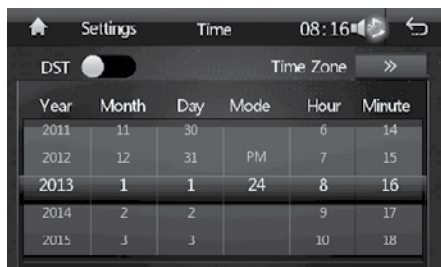 Settings Time 08:16
DST Time Zone »
Year Month Day Mode Hour Minute
2011 11 30 6 14
2012 12 31 PM 7 15
2013 1 1 24 8 16
2014 2 2 9 17
2015 3 3 10 18